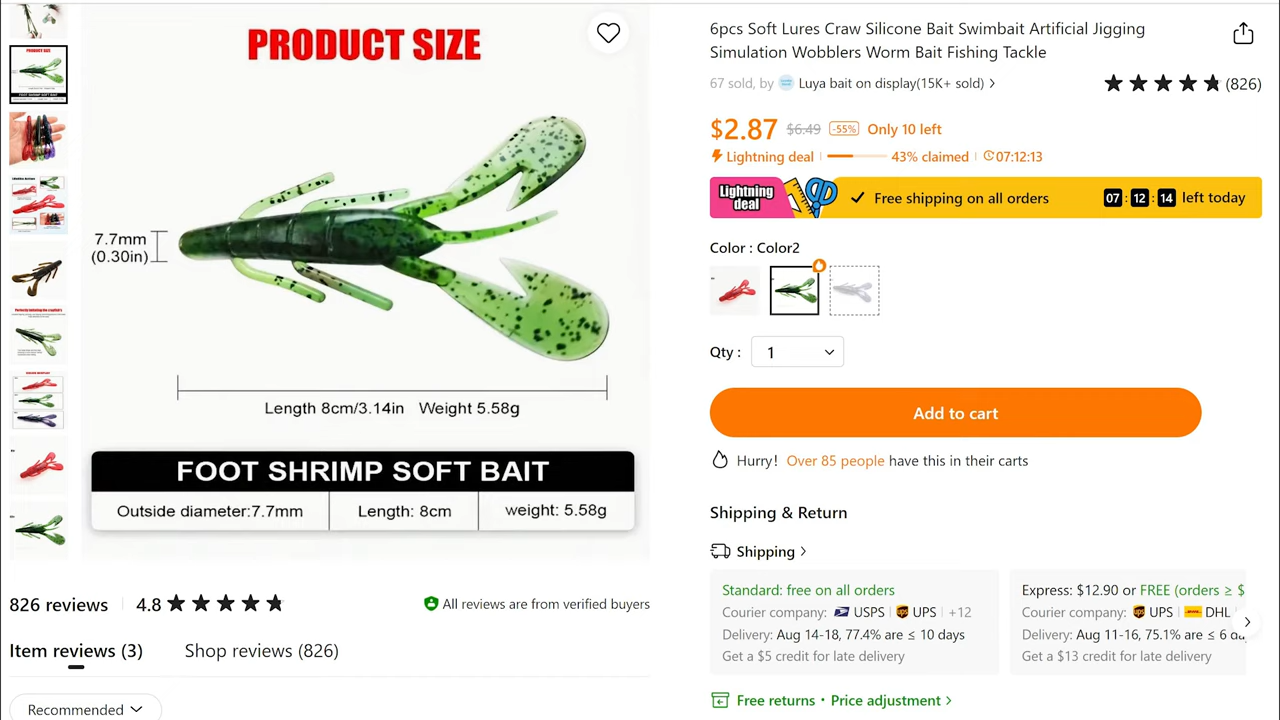 PRODUCT SIZE
7.7mm
(0.30in)
Length 8cm/3.14in Weight 5.58g
FOOT SHRIMP SOFT BAIT
Outside diameter:7.7mm
Length: 8cm
weight: 5.58g
826 reviews
4.8
All reviews are from verified buyers
Item reviews (3)
Shop reviews (826)
Recommended
6pcs Soft Lures Craw Silicone Bait Swimbait Artificial Jigging
Simulation Wobblers Worm Bait Fishing Tackle
67 sold, by Luya bait on display(15K+ sold) >
(826)
$2.87 $6.49 -55% Only 10 left
Lightning deal 43% claimed 07:12:13
Lightning
deal
Free shipping on all orders
07 : 12 : 14 left today
Color : Color2
Qty : 1
Add to cart
Hurry! Over 85 people have this in their carts
Shipping & Return
Shipping >
Standard: free on all orders
Courier company: USPS | UPS | +12
Delivery: Aug 14-18, 77.4% are ≤ 10 days
Get a $5 credit for late delivery
Express: $12.90 or FREE (orders ≥ $
Courier company: UPS | DHL
Delivery: Aug 11-16, 75.1% are ≤ 6 da
Get a $13 credit for late delivery
Free returns · Price adjustment >